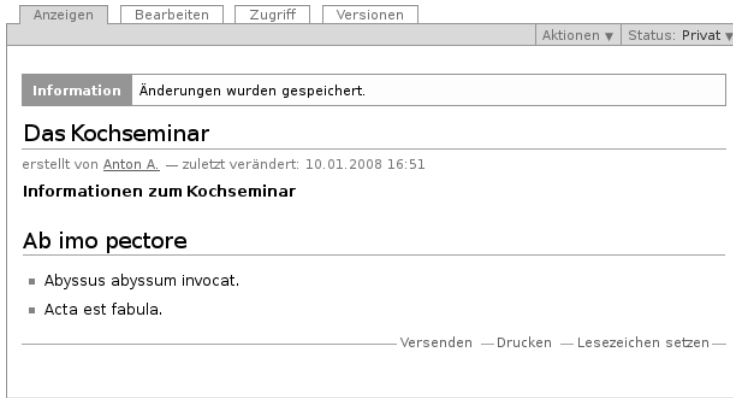 Anzeigen Bearbeiten Zugriff Versionen
Aktionen ▼ Status: Privat ▼
Information Änderungen wurden gespeichert.
Das Kochseminar
erstellt von Anton A. — zuletzt verändert: 10.01.2008 16:51
Informationen zum Kochseminar
Ab imo pectore
Abyssus abyssum invocat.
Acta est fabula.
Versenden — Drucken — Lesezeichen setzen —